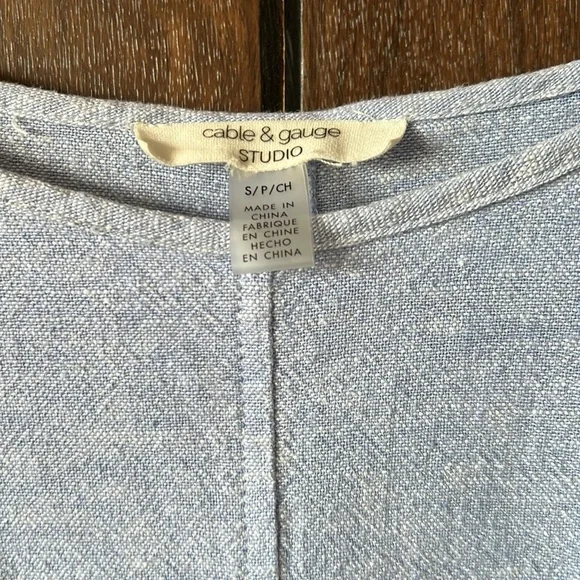 cable & gauge
STUDIO
S/P/CH
MADE IN
CHINA
FABRIQUE
EN CHINE
HECHO
EN CHINA